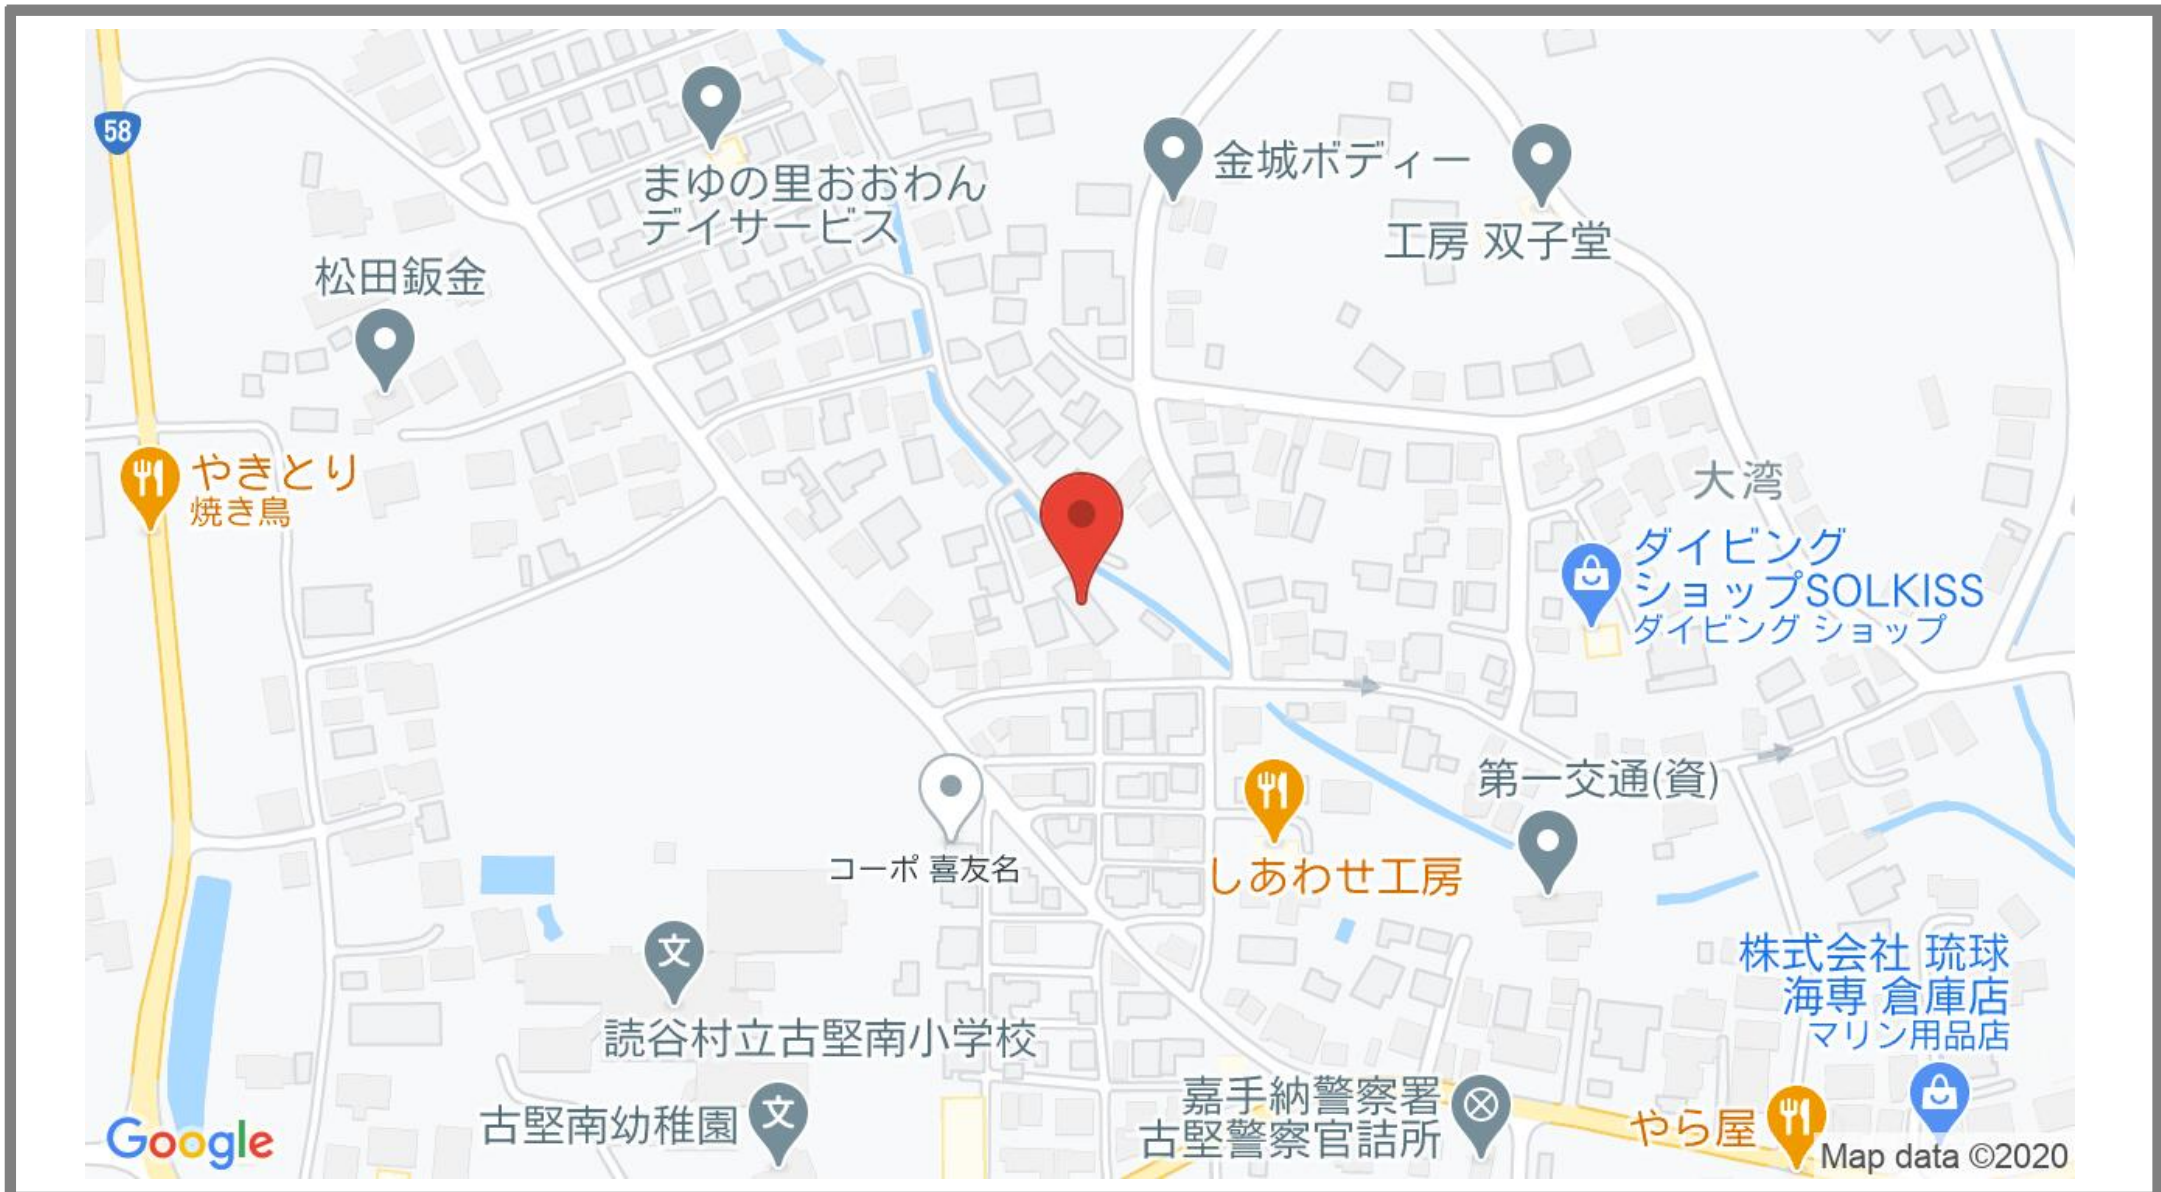 58
まゆの里おおわん
デイサービス
金城ボディー
工房 双子堂
松田鈑金
やきとり
焼き鳥
大湾
ダイビング
ショップSOLKISS
ダイビング ショップ
第一交通(資)
コーポ 喜友名
しあわせ工房
株式会社 琉球
海専 倉庫店
マリン用品店
文
読谷村立古堅南小学校
古堅南幼稚園
文
嘉手納警察署
古堅警察官詰所
やら屋
Google
Map data ©2020